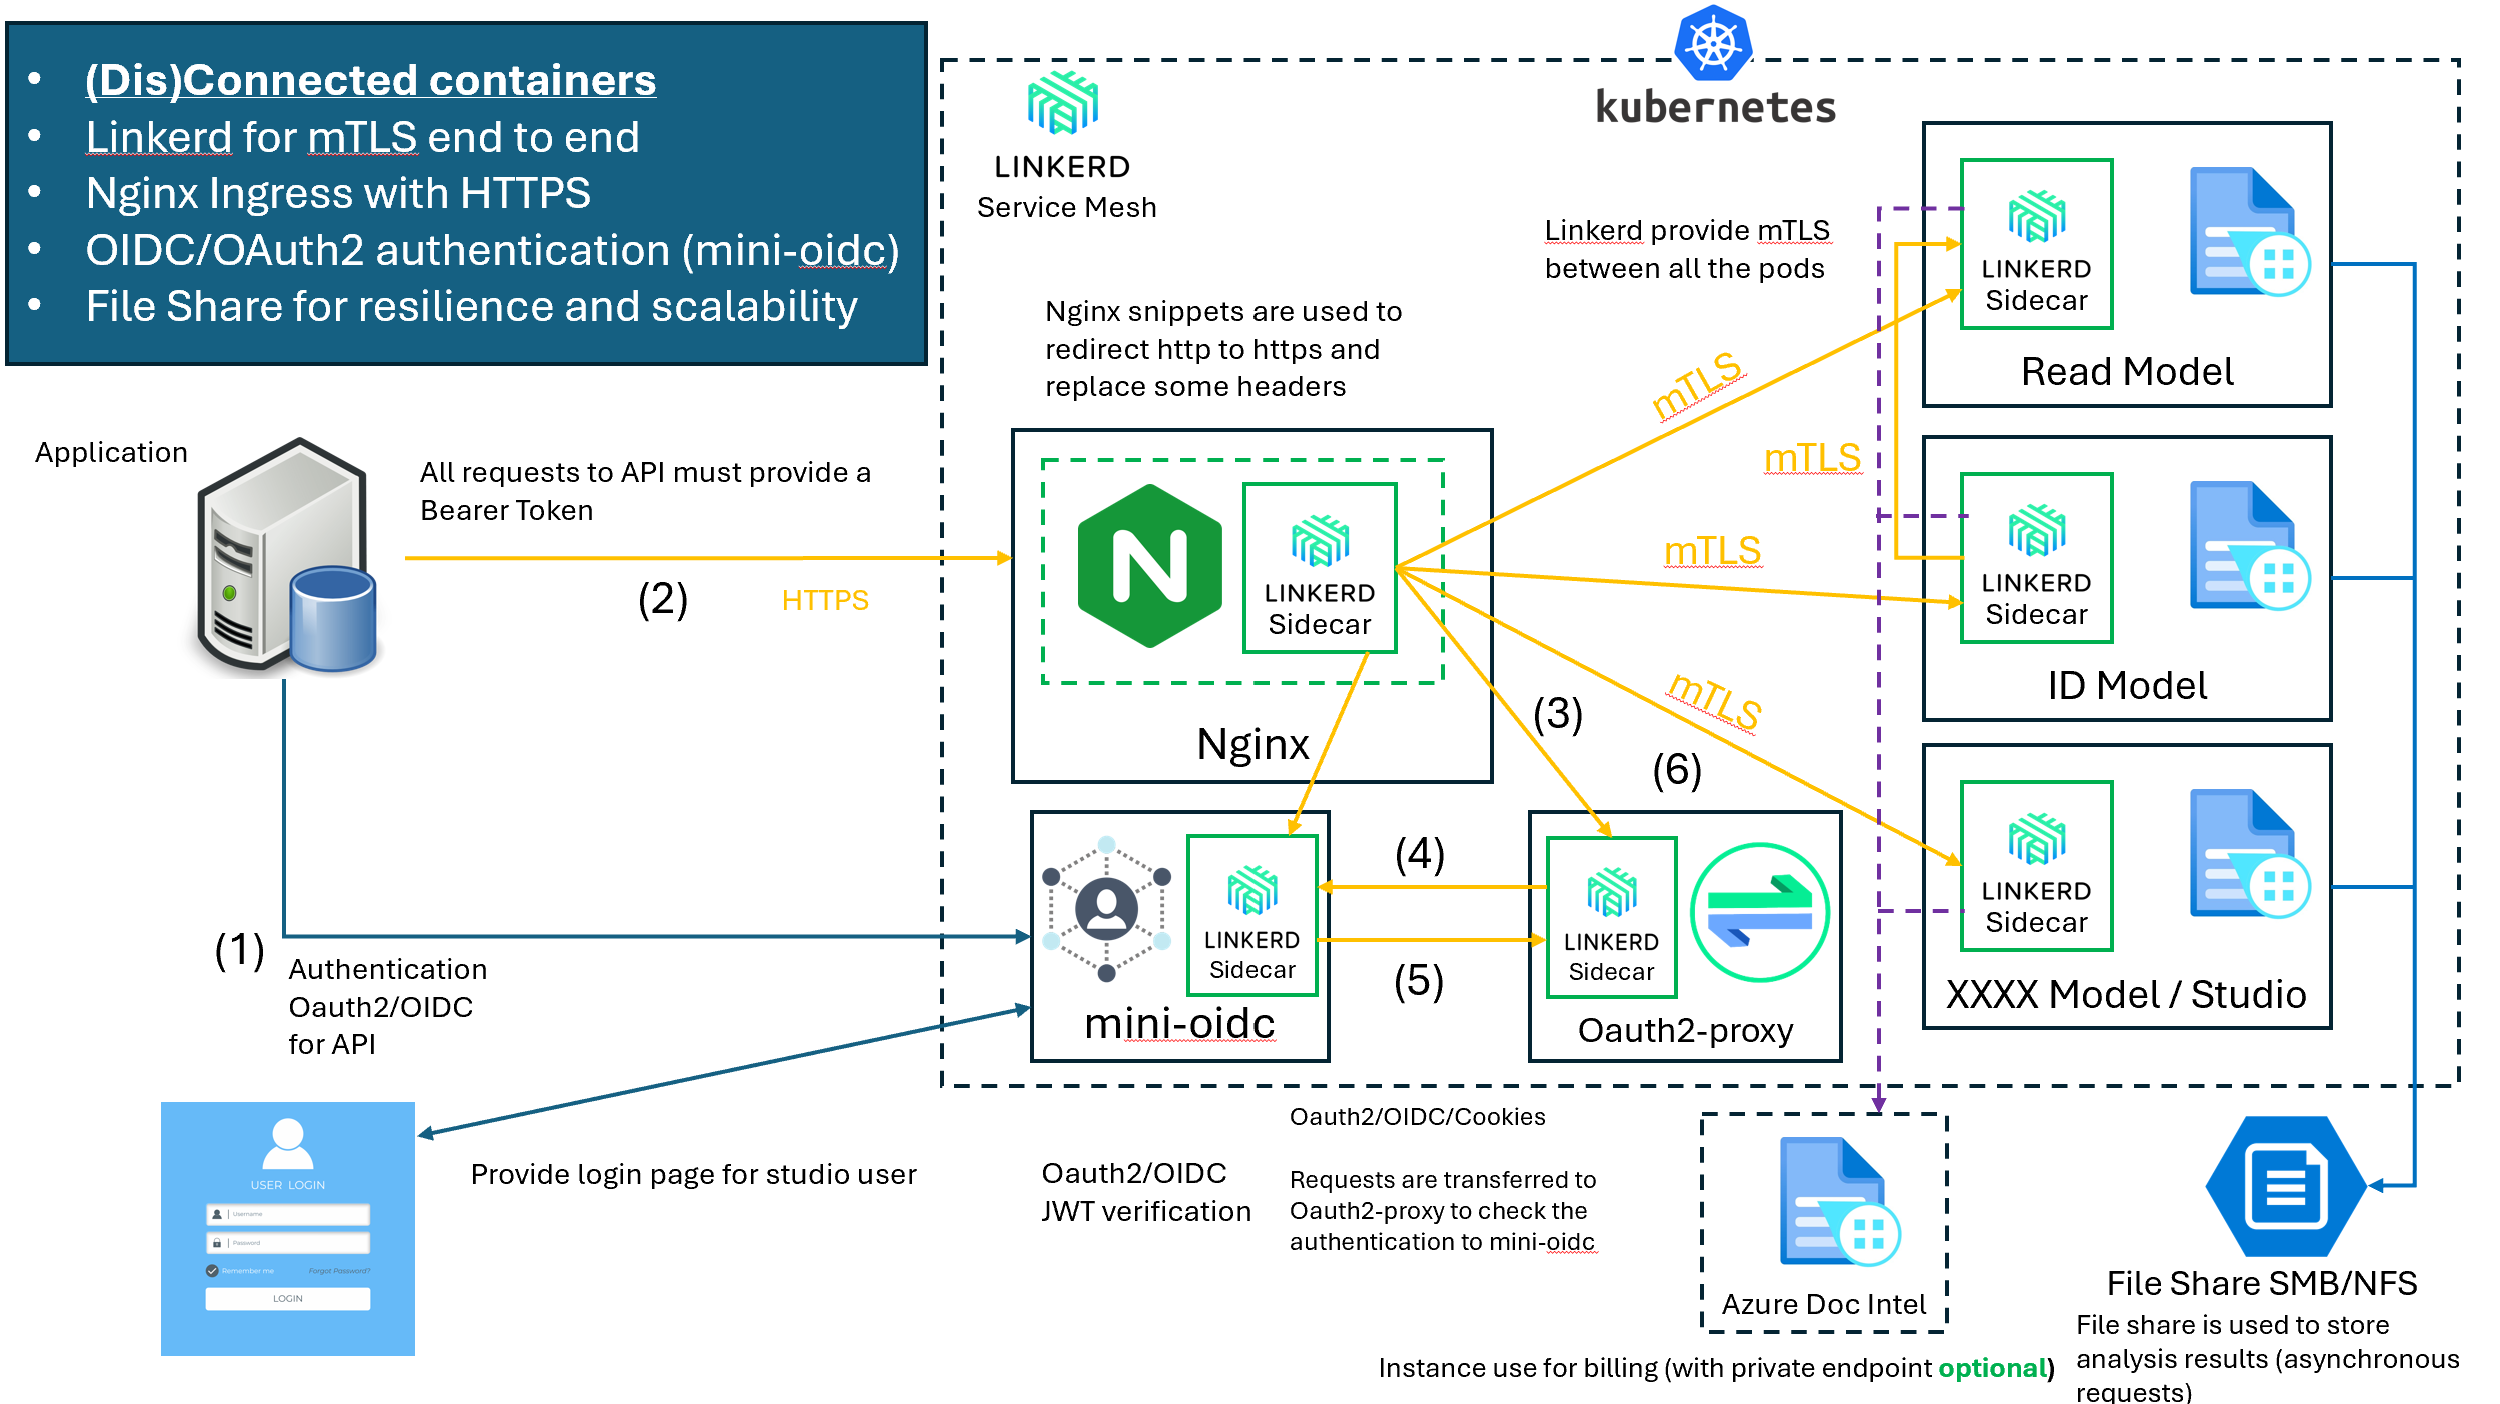 (Dis)Connected containers
Linkerd for mTLS end to end
Nginx Ingress with HTTPS
OIDC/OAuth2 authentication (mini-oidc)
File Share for resilience and scalability
kubernetes
LINKERD
Service Mesh
Linkerd provide mTLS
between all the pods
Nginx snippets are used to
redirect http to https and
replace some headers
LINKERD
Sidecar
Read Model
mTLS
mTLS
mTLS
mTLS
Application
All requests to API must provide a
Bearer Token
(2)
HTTPS
N
LINKERD
Sidecar
Nginx
LINKERD
Sidecar
ID Model
(3)
(6)
(4)
(5)
LINKERD
Sidecar
XXXX Model / Studio
(1)
Authentication
Oauth2/OIDC
for API
LINKERD
Sidecar
mini-oidc
LINKERD
Sidecar
Oauth2-proxy
USER LOGIN
Username
Password
Remember me
Forgot Password?
LOGIN
Provide login page for studio user
Oauth2/OIDC
JWT verification
Oauth2/OIDC/Cookies
Requests are transferred to
Oauth2-proxy to check the
authentication to mini-oidc
Azure Doc Intel
Instance use for billing (with private endpoint optional)
File Share SMB/NFS
File share is used to store
analysis results (asynchronous
requests)